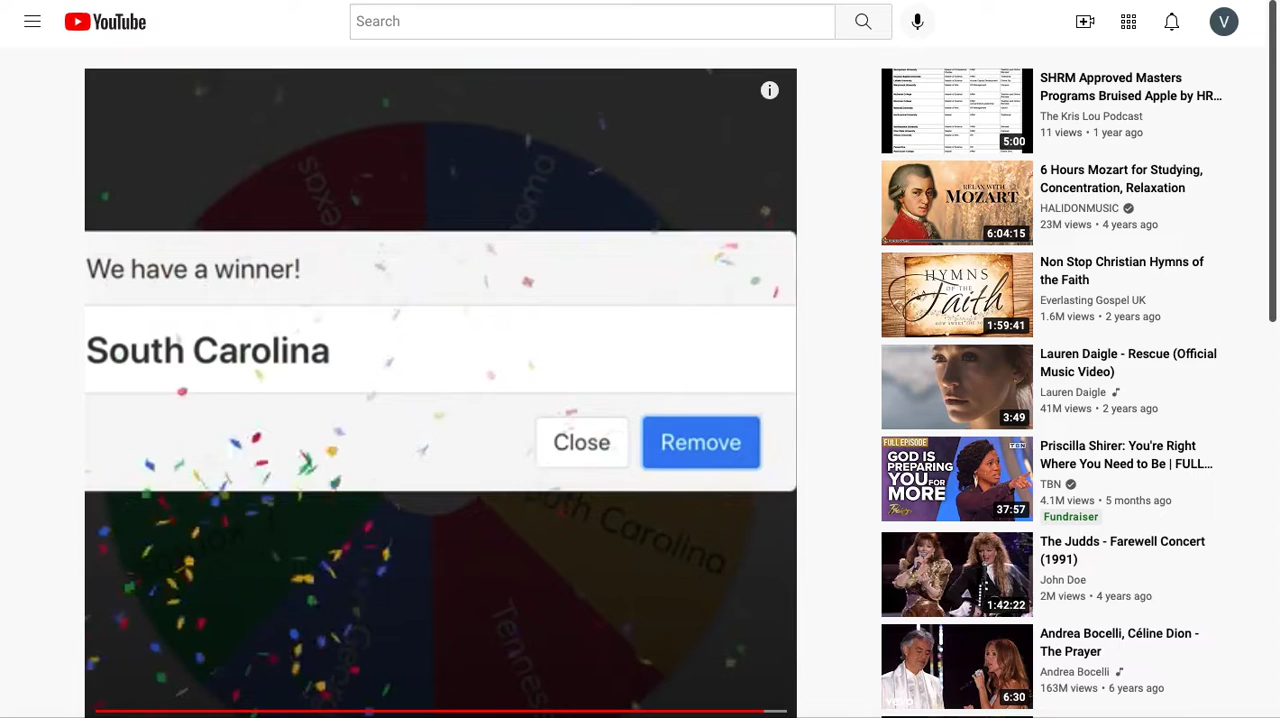 YouTube
Search
V
We have a winner!
South Carolina
Close
Remove
South Carolina
5:00
SHRM Approved Masters
Programs Built to Apple by HR...
The Kris Lou Podcast
11 views • 1 year ago
RELAX WITH
MOZART
6:04:15
6 Hours Mozart for Studying,
Concentration, Relaxation
HALIDONMUSIC
23M views • 4 years ago
HYMNS
OF THE
Faith
1:59:41
Non Stop Christian Hymns of
the Faith
Everlasting Gospel UK
1.6M views • 2 years ago
3:49
Lauren Daigle - Rescue (Official
Music Video)
Lauren Daigle
41M views • 2 years ago
FULL EPISODE
TBN
GOD IS
PREPARING
YOU FOR
MORE
37:57
Priscilla Shirer: You're Right
Where You Need to Be | FULL...
TBN
4.1M views • 5 months ago
Fundraiser
1:42:22
The Judds - Farewell Concert
(1991)
John Doe
2M views • 4 years ago
6:30
Andrea Bocelli, Céline Dion -
The Prayer
Andrea Bocelli
163M views • 6 years ago